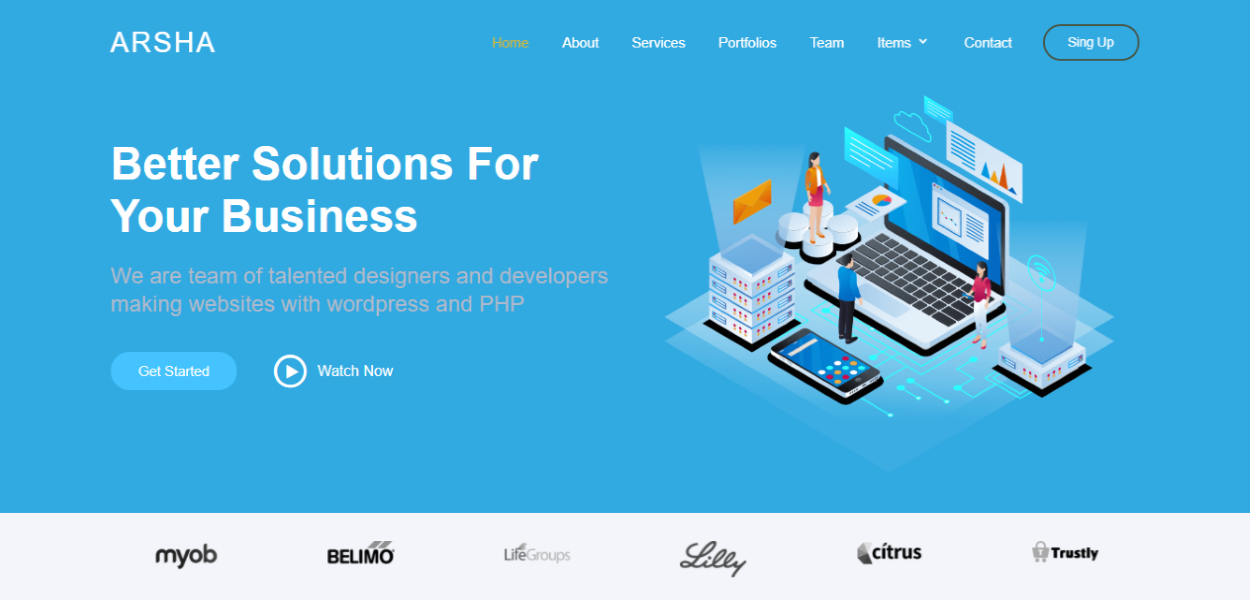 ARSHA
Home About Services Portfolios Team Items Contact Sing Up
Better Solutions For
Your Business
We are team of talented designers and developers
making websites with wordpress and PHP
Get Started Watch Now
myob BELIMO LifeGroups Lilly citrus Trustly